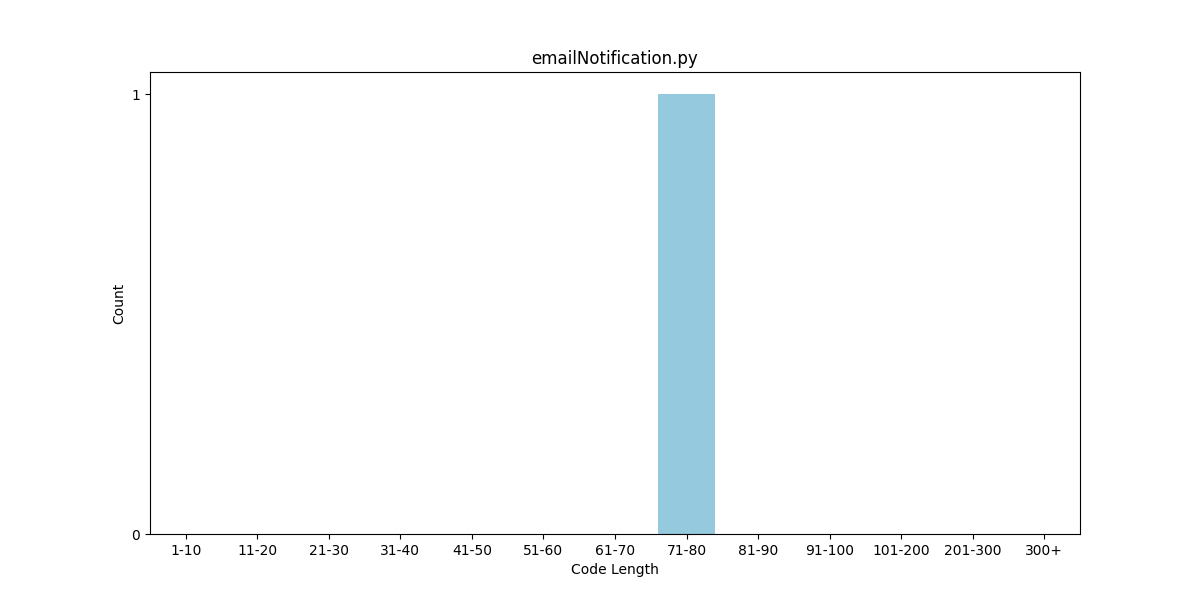 emailNotification.py
1
Count
0
1-10 11-20 21-30 31-40 41-50 51-60 61-70 71-80 81-90 91-100 101-200 201-300 300+
Code Length